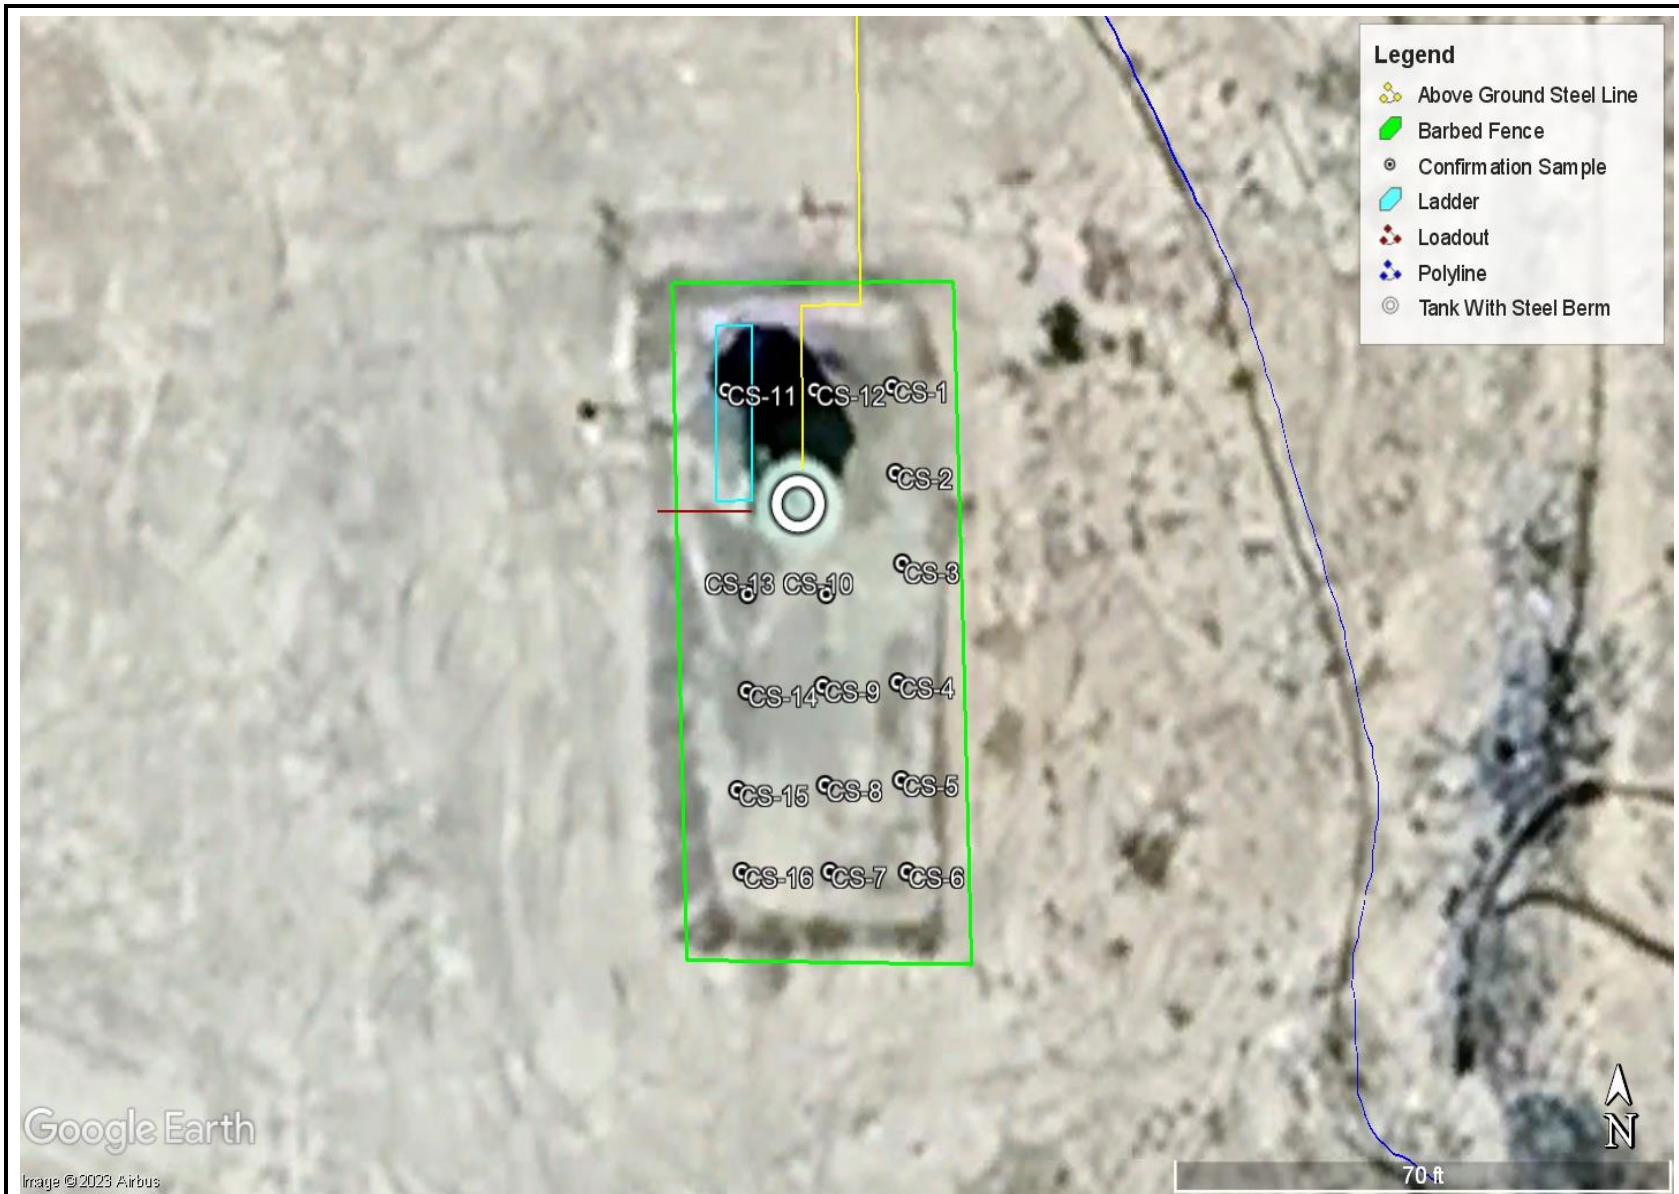 Legend
Above Ground Steel Line
Barbed Fence
Confirmation Sample
Ladder
Loadout
Polyline
Tank With Steel Berm
CS-11
CS-12
CS-1
CS-2
CS-3
CS-13
CS-10
CS-14
CS-9
CS-4
CS-15
CS-8
CS-5
CS-16
CS-7
CS-6
N
Google Earth
70 ft
Image © 2023 Airbus